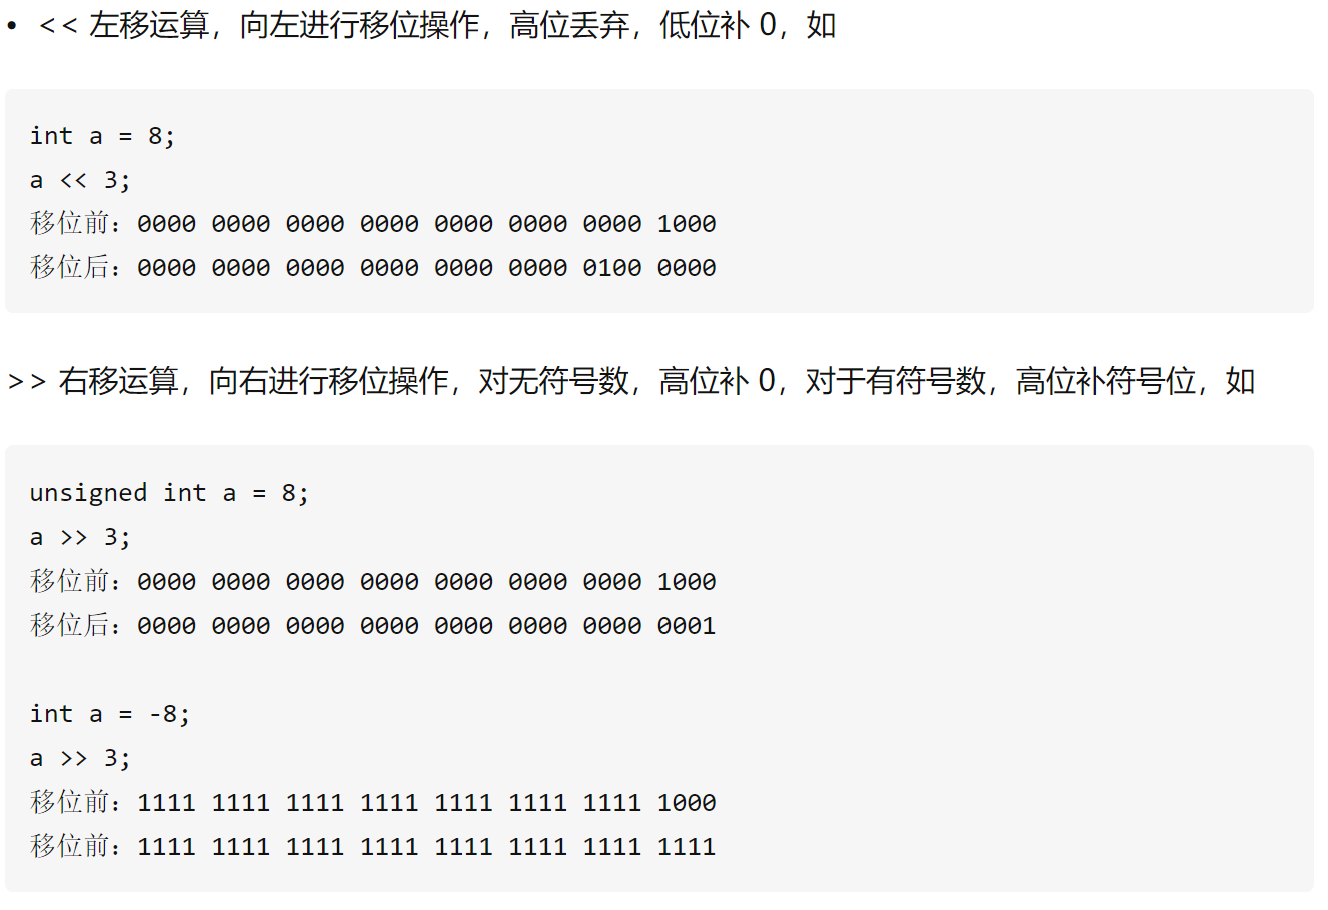 • << 左移运算，向左进行移位操作，高位丢弃，低位补 0，如
int a = 8;
a << 3;
移位前：0000 0000 0000 0000 0000 0000 0000 1000
移位后：0000 0000 0000 0000 0000 0000 0100 0000
>> 右移运算，向右进行移位操作，对无符号数，高位补 0，对于有符号数，高位补符号位，如
unsigned int a = 8;
a >> 3;
移位前：0000 0000 0000 0000 0000 0000 0000 1000
移位后：0000 0000 0000 0000 0000 0000 0000 0001
int a = -8;
a >> 3;
移位前：1111 1111 1111 1111 1111 1111 1111 1000
移位前：1111 1111 1111 1111 1111 1111 1111 1111